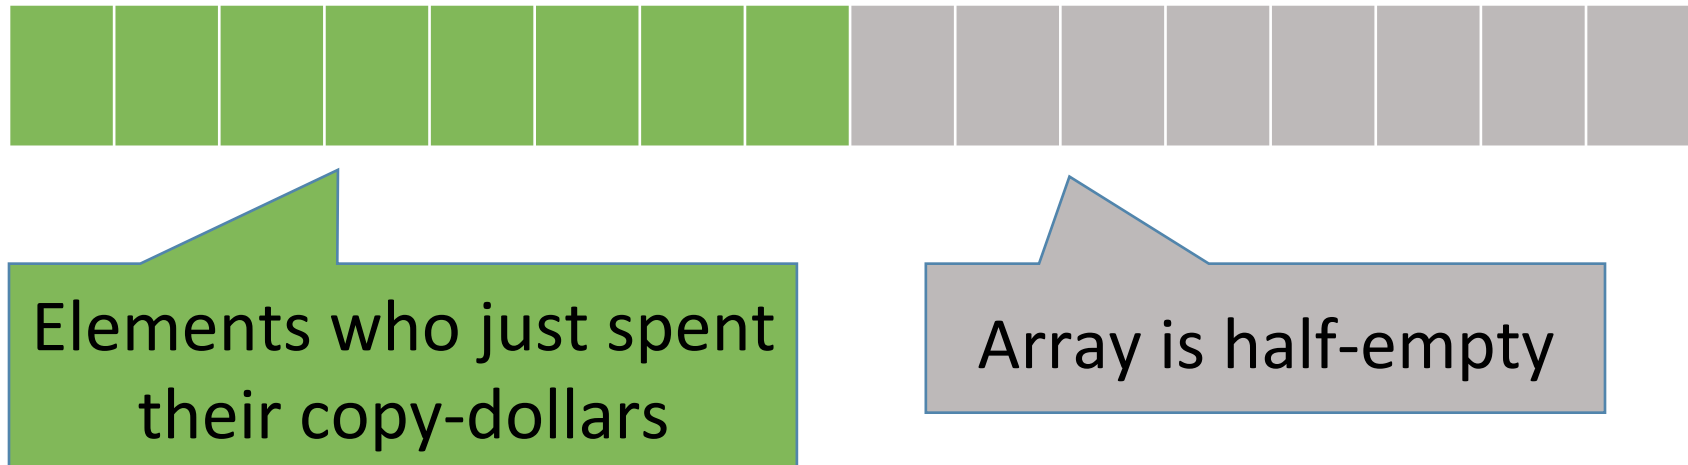 Elements who just spent
their copy-dollars
Array is half-empty